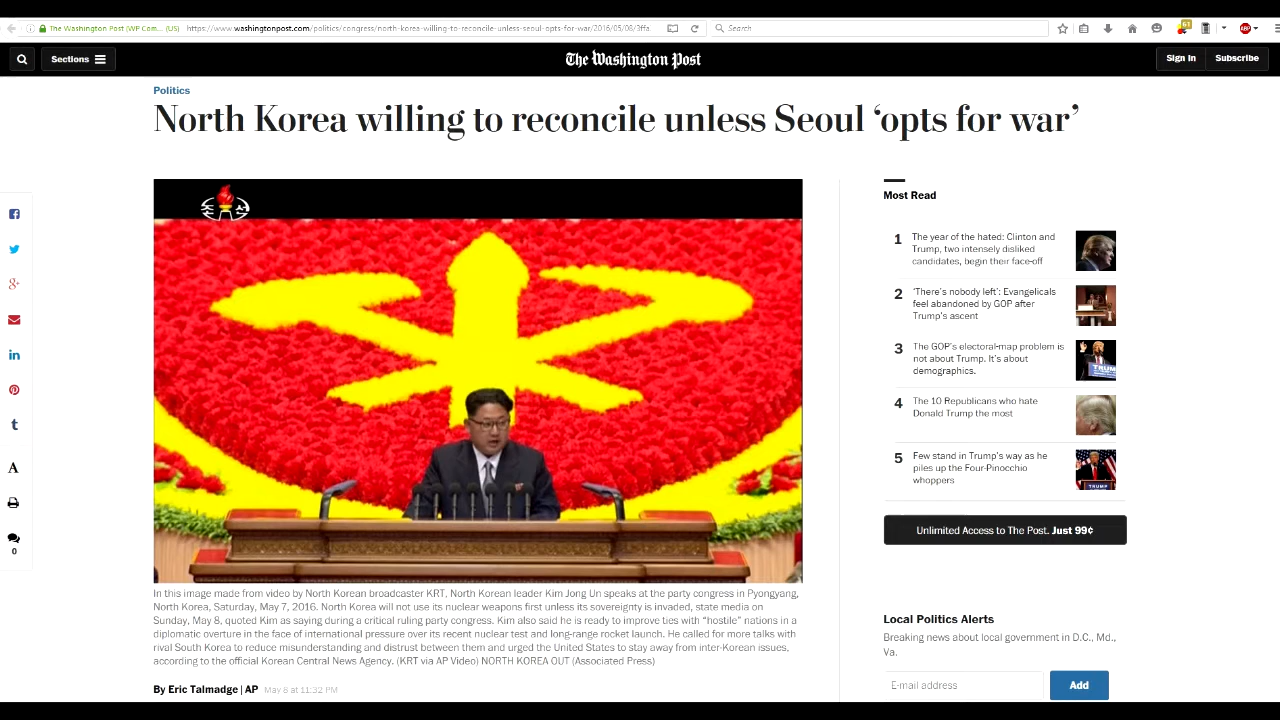 The Washington Post (WP Com... (US)
https://www.washingtonpost.com/politics/congress/north-korea-willing-to-reconcile-unless-seoul-opts-for-war/2016/05/08/3ffa
Search
61
ABP
Sections
The Washington Post
Sign In
Subscribe
Politics
North Korea willing to reconcile unless Seoul ‘opts for war’
조선
Most Read
1
The year of the hated: Clinton and
Trump, two intensely disliked
candidates, begin their face-off
2
‘There’s nobody left’: Evangelicals
feel abandoned by GOP after
Trump’s ascent
3
The GOP’s electoral-map problem is
not about Trump. It’s about
demographics.
TRUMP
4
The 10 Republicans who hate
Donald Trump the most
5
Few stand in Trump’s way as he
piles up the Four-Pinocchio
whoppers
TRUMP
Unlimited Access to The Post. Just 99¢
0
In this image made from video by North Korean broadcaster KRT, North Korean leader Kim Jong Un speaks at the party congress in Pyongyang,
North Korea, Saturday, May 7, 2016. North Korea will not use its nuclear weapons first unless its sovereignty is invaded, state media on
Sunday, May 8, quoted Kim as saying during a critical ruling party congress. Kim also said he is ready to improve ties with “hostile” nations in a
diplomatic overture in the face of international pressure over its recent nuclear test and long-range rocket launch. He called for more talks with
rival South Korea to reduce misunderstanding and distrust between them and urged the United States to stay away from inter-Korean issues,
according to the official Korean Central News Agency. (KRT via AP Video) NORTH KOREA OUT (Associated Press)
By Eric Talmadge | AP May 8 at 11:32 PM
Local Politics Alerts
Breaking news about local government in D.C., Md.,
Va.
E-mail address
Add